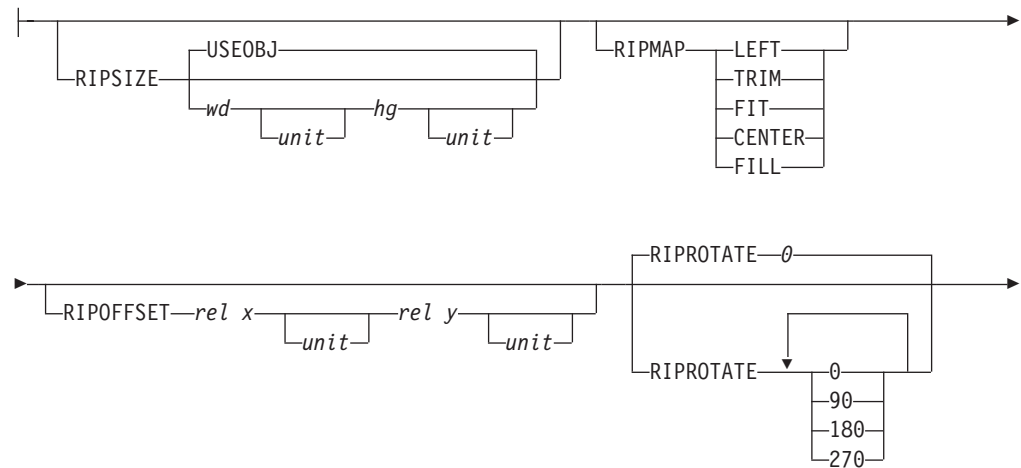 USEOBJ
RIPSIZE
wd unit hg unit
RIPMAP LEFT
TRIM
FIT
CENTER
FILL
RIPROTATE 0
RIPOFFSET rel x unit rel y unit
RIPROTATE 0
90
180
270